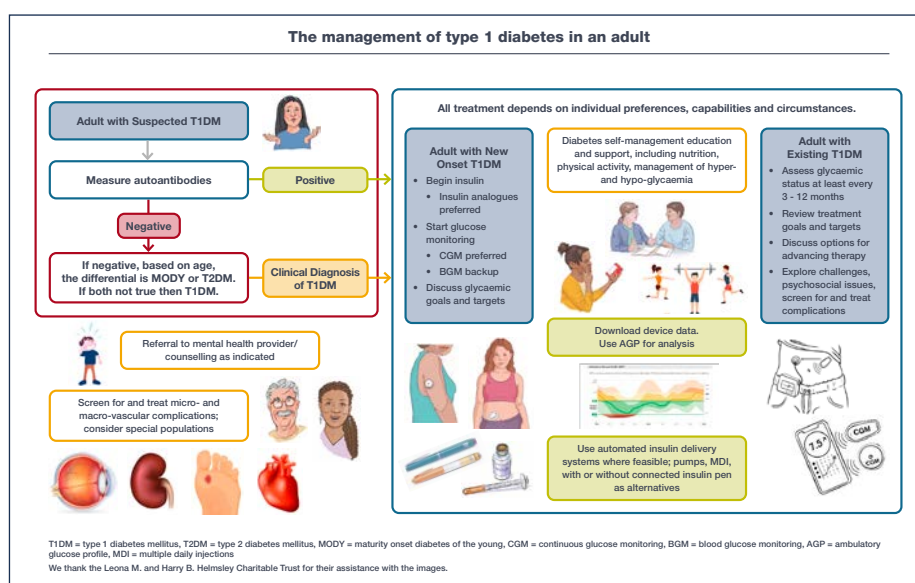 The management of type 1 diabetes in an adult
Adult with Suspected T1DM
Measure autoantibodies
Positive
Negative
If negative, based on age,
the differential is MODY or T2DM.
If both not true then T1DM.
Clinical Diagnosis
of T1DM
Referral to mental health provider/
counselling as indicated
Screen for and treat micro- and
macro-vascular complications;
consider special populations
All treatment depends on individual preferences, capabilities and circumstances.
Adult with New
Onset T1DM
• Begin insulin
• Insulin analogues
preferred
• Start glucose
monitoring
• CGM preferred
• BGM backup
• Discuss glycaemic
goals and targets
Diabetes self-management education
and support, including nutrition,
physical activity, management of hyper-
and hypo-glycaemia
Download device data.
Use AGP for analysis
Use automated insulin delivery
systems where feasible; pumps, MDI,
with or without connected insulin pen
as alternatives
Adult with
Existing T1DM
• Assess glycaemic
status at least every
3 - 12 months
• Review treatment
goals and targets
• Discuss options for
advancing therapy
• Explore challenges,
psychosocial issues,
screen for and treat
complications
7.5
CGM
CGM
T1DM = type 1 diabetes mellitus, T2DM = type 2 diabetes mellitus, MODY = maturity onset diabetes of the young, CGM = continuous glucose monitoring, BGM = blood glucose monitoring, AGP = ambulatory
glucose profile, MDI = multiple daily injections
We thank the Leona M. and Harry B. Helmsley Charitable Trust for their assistance with the images.